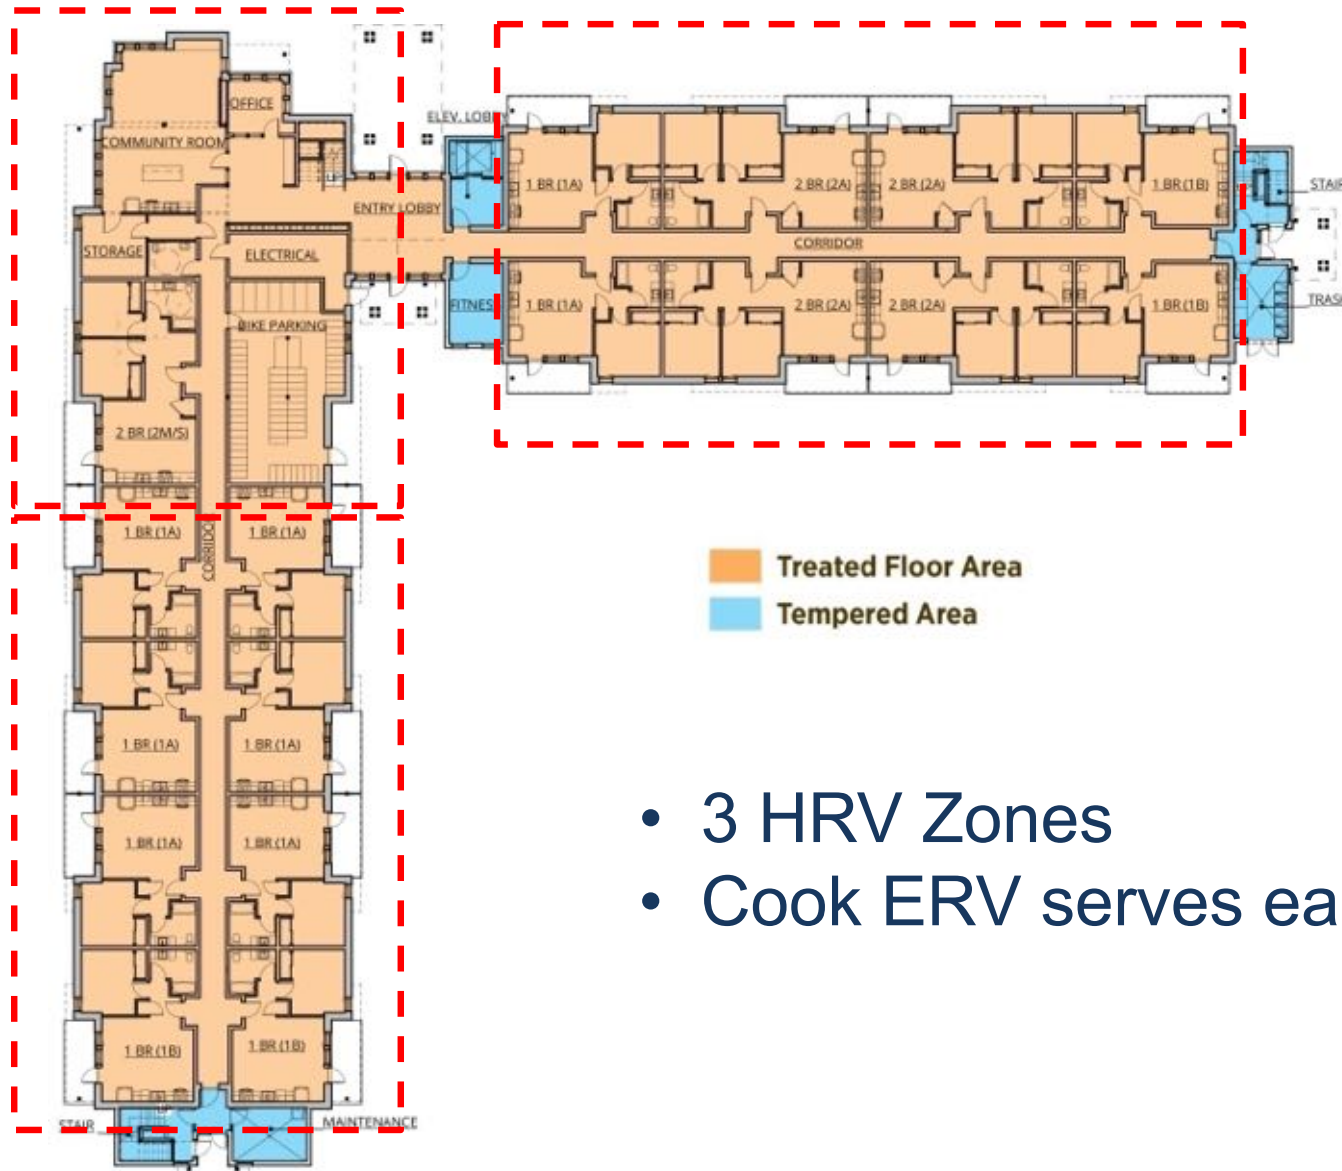 OFFICE
ELEV. LOBBY
COMMUNITY ROOM
1 BR (1A)
2 BR (2A)
2 BR (2A)
1 BR (1B)
STAIR
ENTRY LOBBY
CORRIDOR
STORAGE
ELECTRICAL
FITNES
1 BR (1A)
2 BR (2A)
2 BR (2A)
1 BR (1B)
TRASH
BIKE PARKING
2 BR (2M/S)
1 BR (1A)
1 BR (1A)
CORRIDO
Treated Floor Area
Tempered Area
1 BR (1A)
1 BR (1A)
• 3 HRV Zones
1 BR (1A)
1 BR (1A)
• Cook ERV serves ea
1 BR (1B)
1 BR (1B)
STAIR
MAINTENANCE